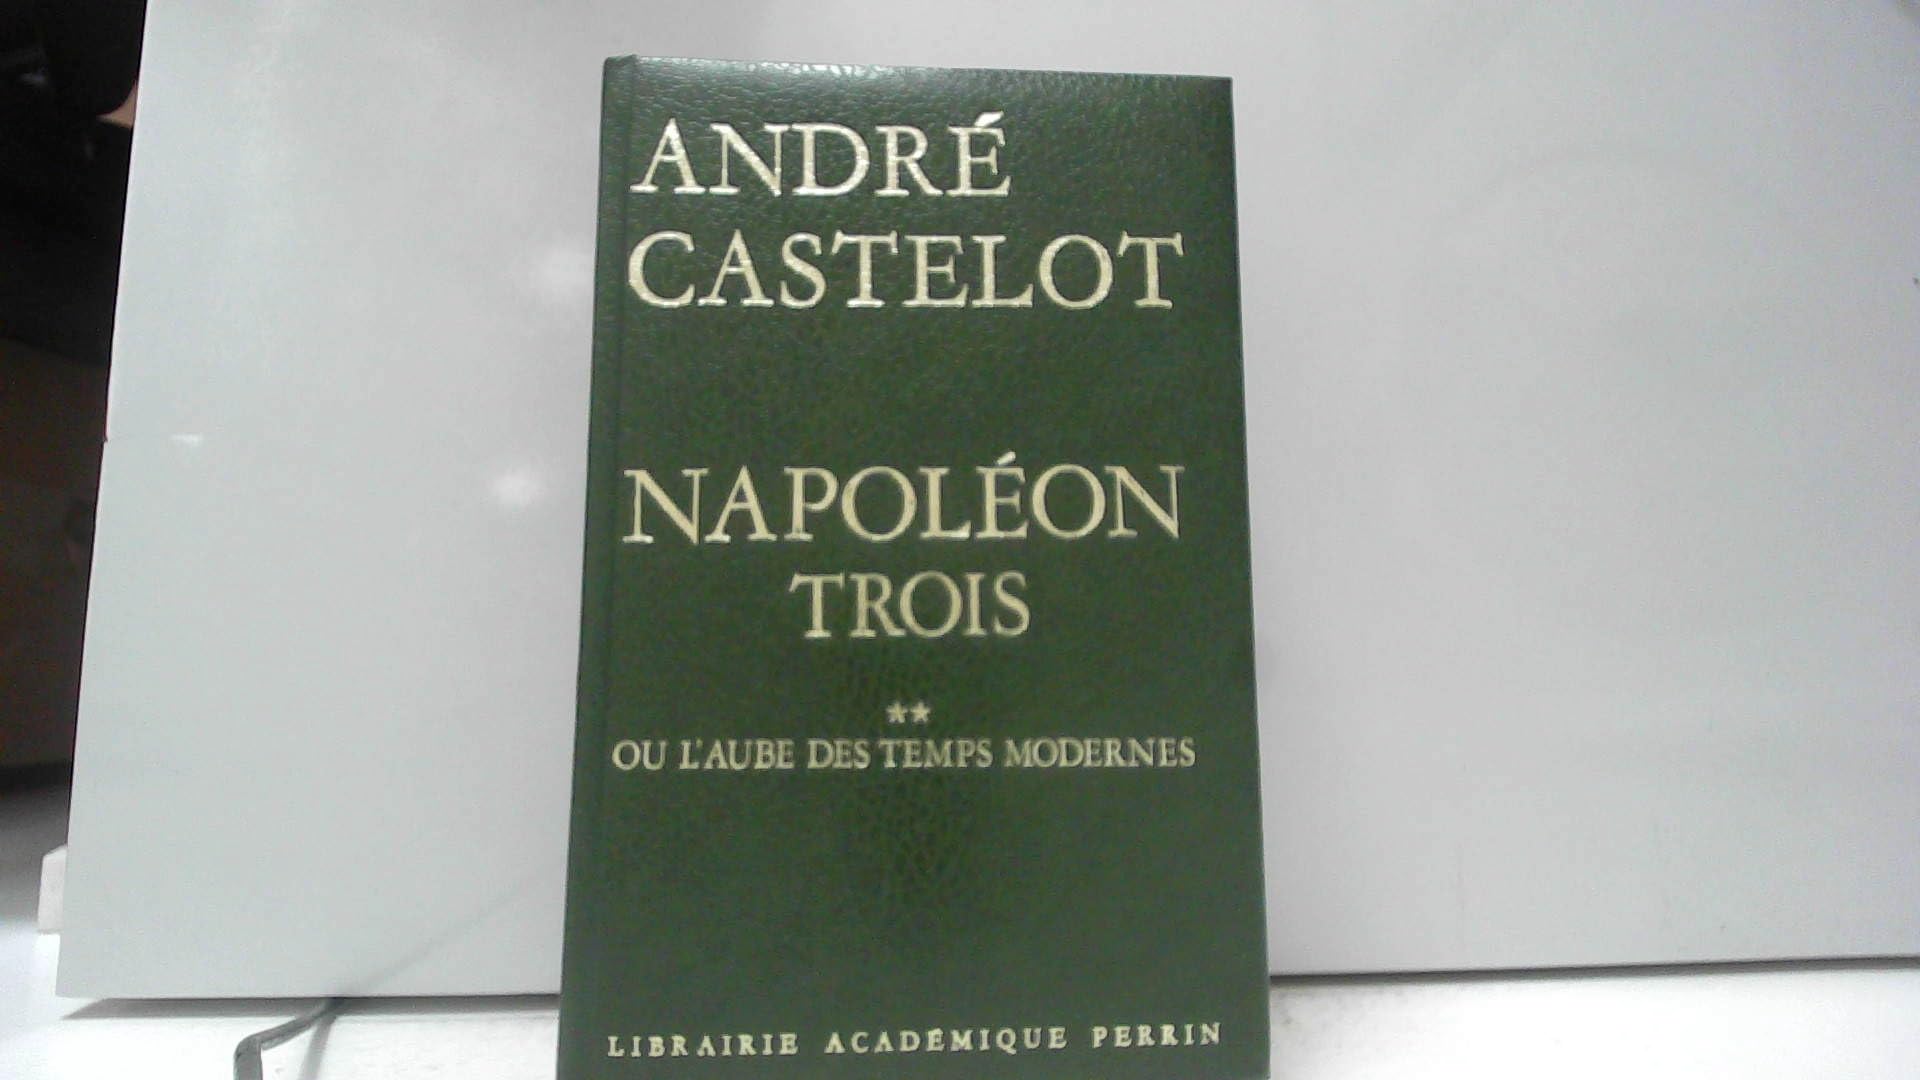 ANDRÉ
CASTELOT
NAPOLÉON
TROIS
**
OU L'AUBE DES TEMPS MODERNES
LIBRAIRIE ACADÉMIQUE PERRIN